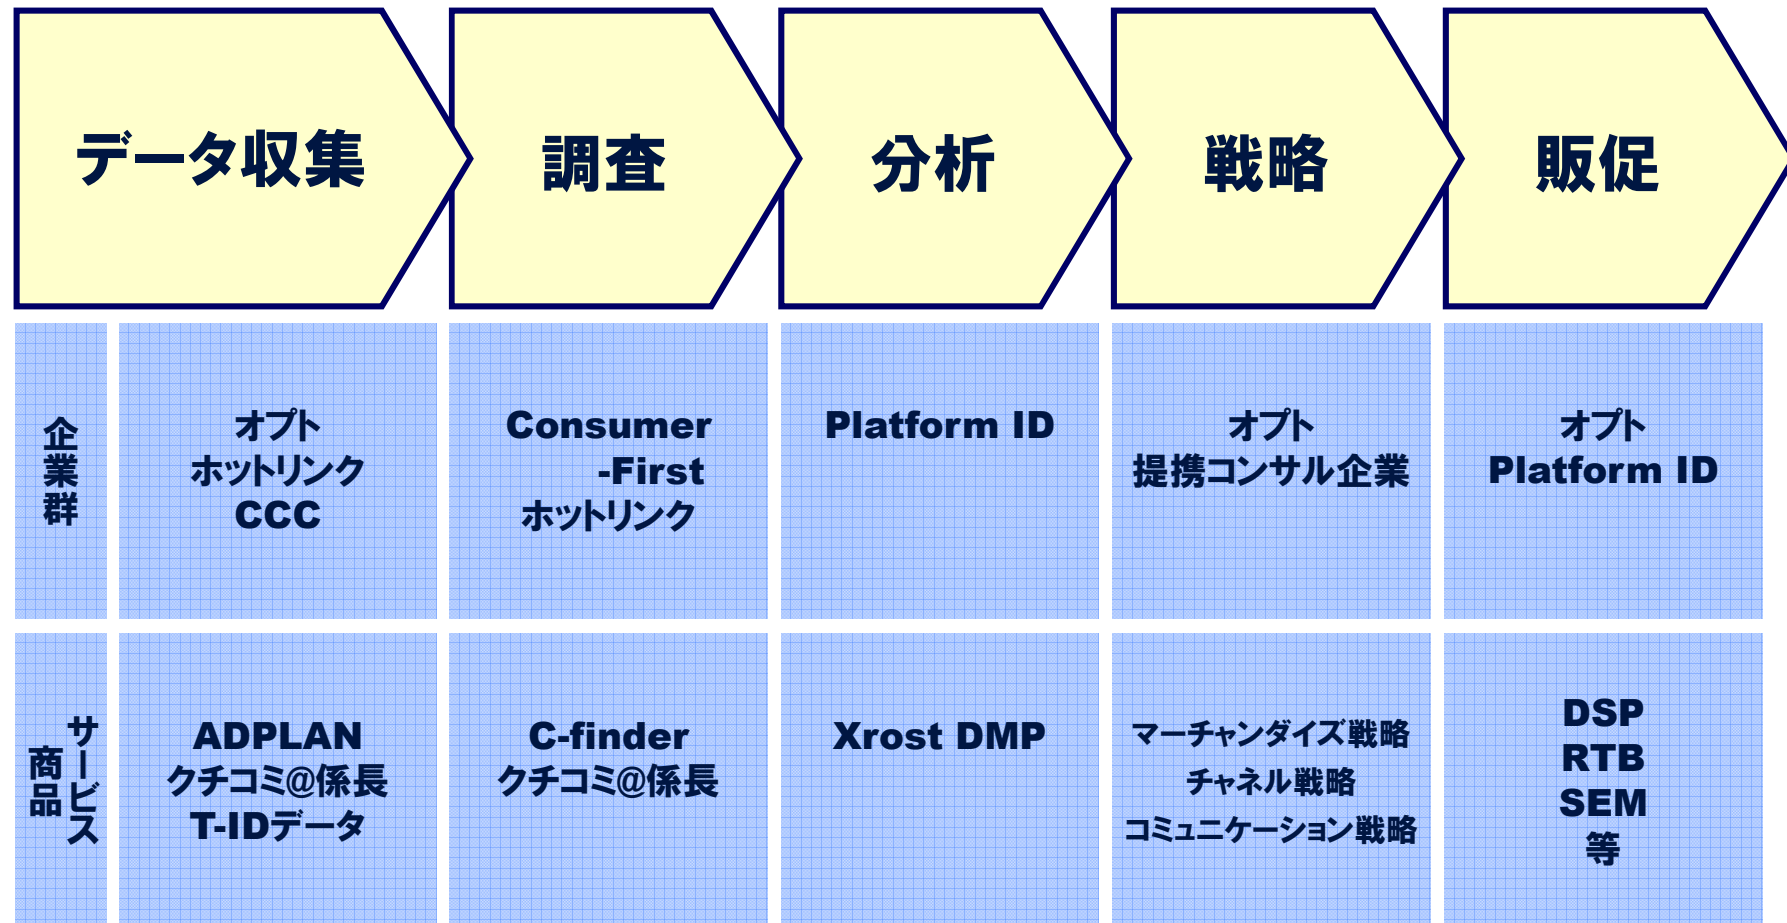 データ収集
調査
分析
戦略
販促
企業群
オプト
ホットリンク
CCC
Consumer
-First
ホットリンク
Platform ID
オプト
提携コンサル企業
オプト
Platform ID
サービス
商品
ADPLAN
クチコミ@係長
T-IDデータ
C-finder
クチコミ@係長
Xrost DMP
マーチャンダイズ戦略
チャネル戦略
コミュニケーション戦略
DSP
RTB
SEM
等